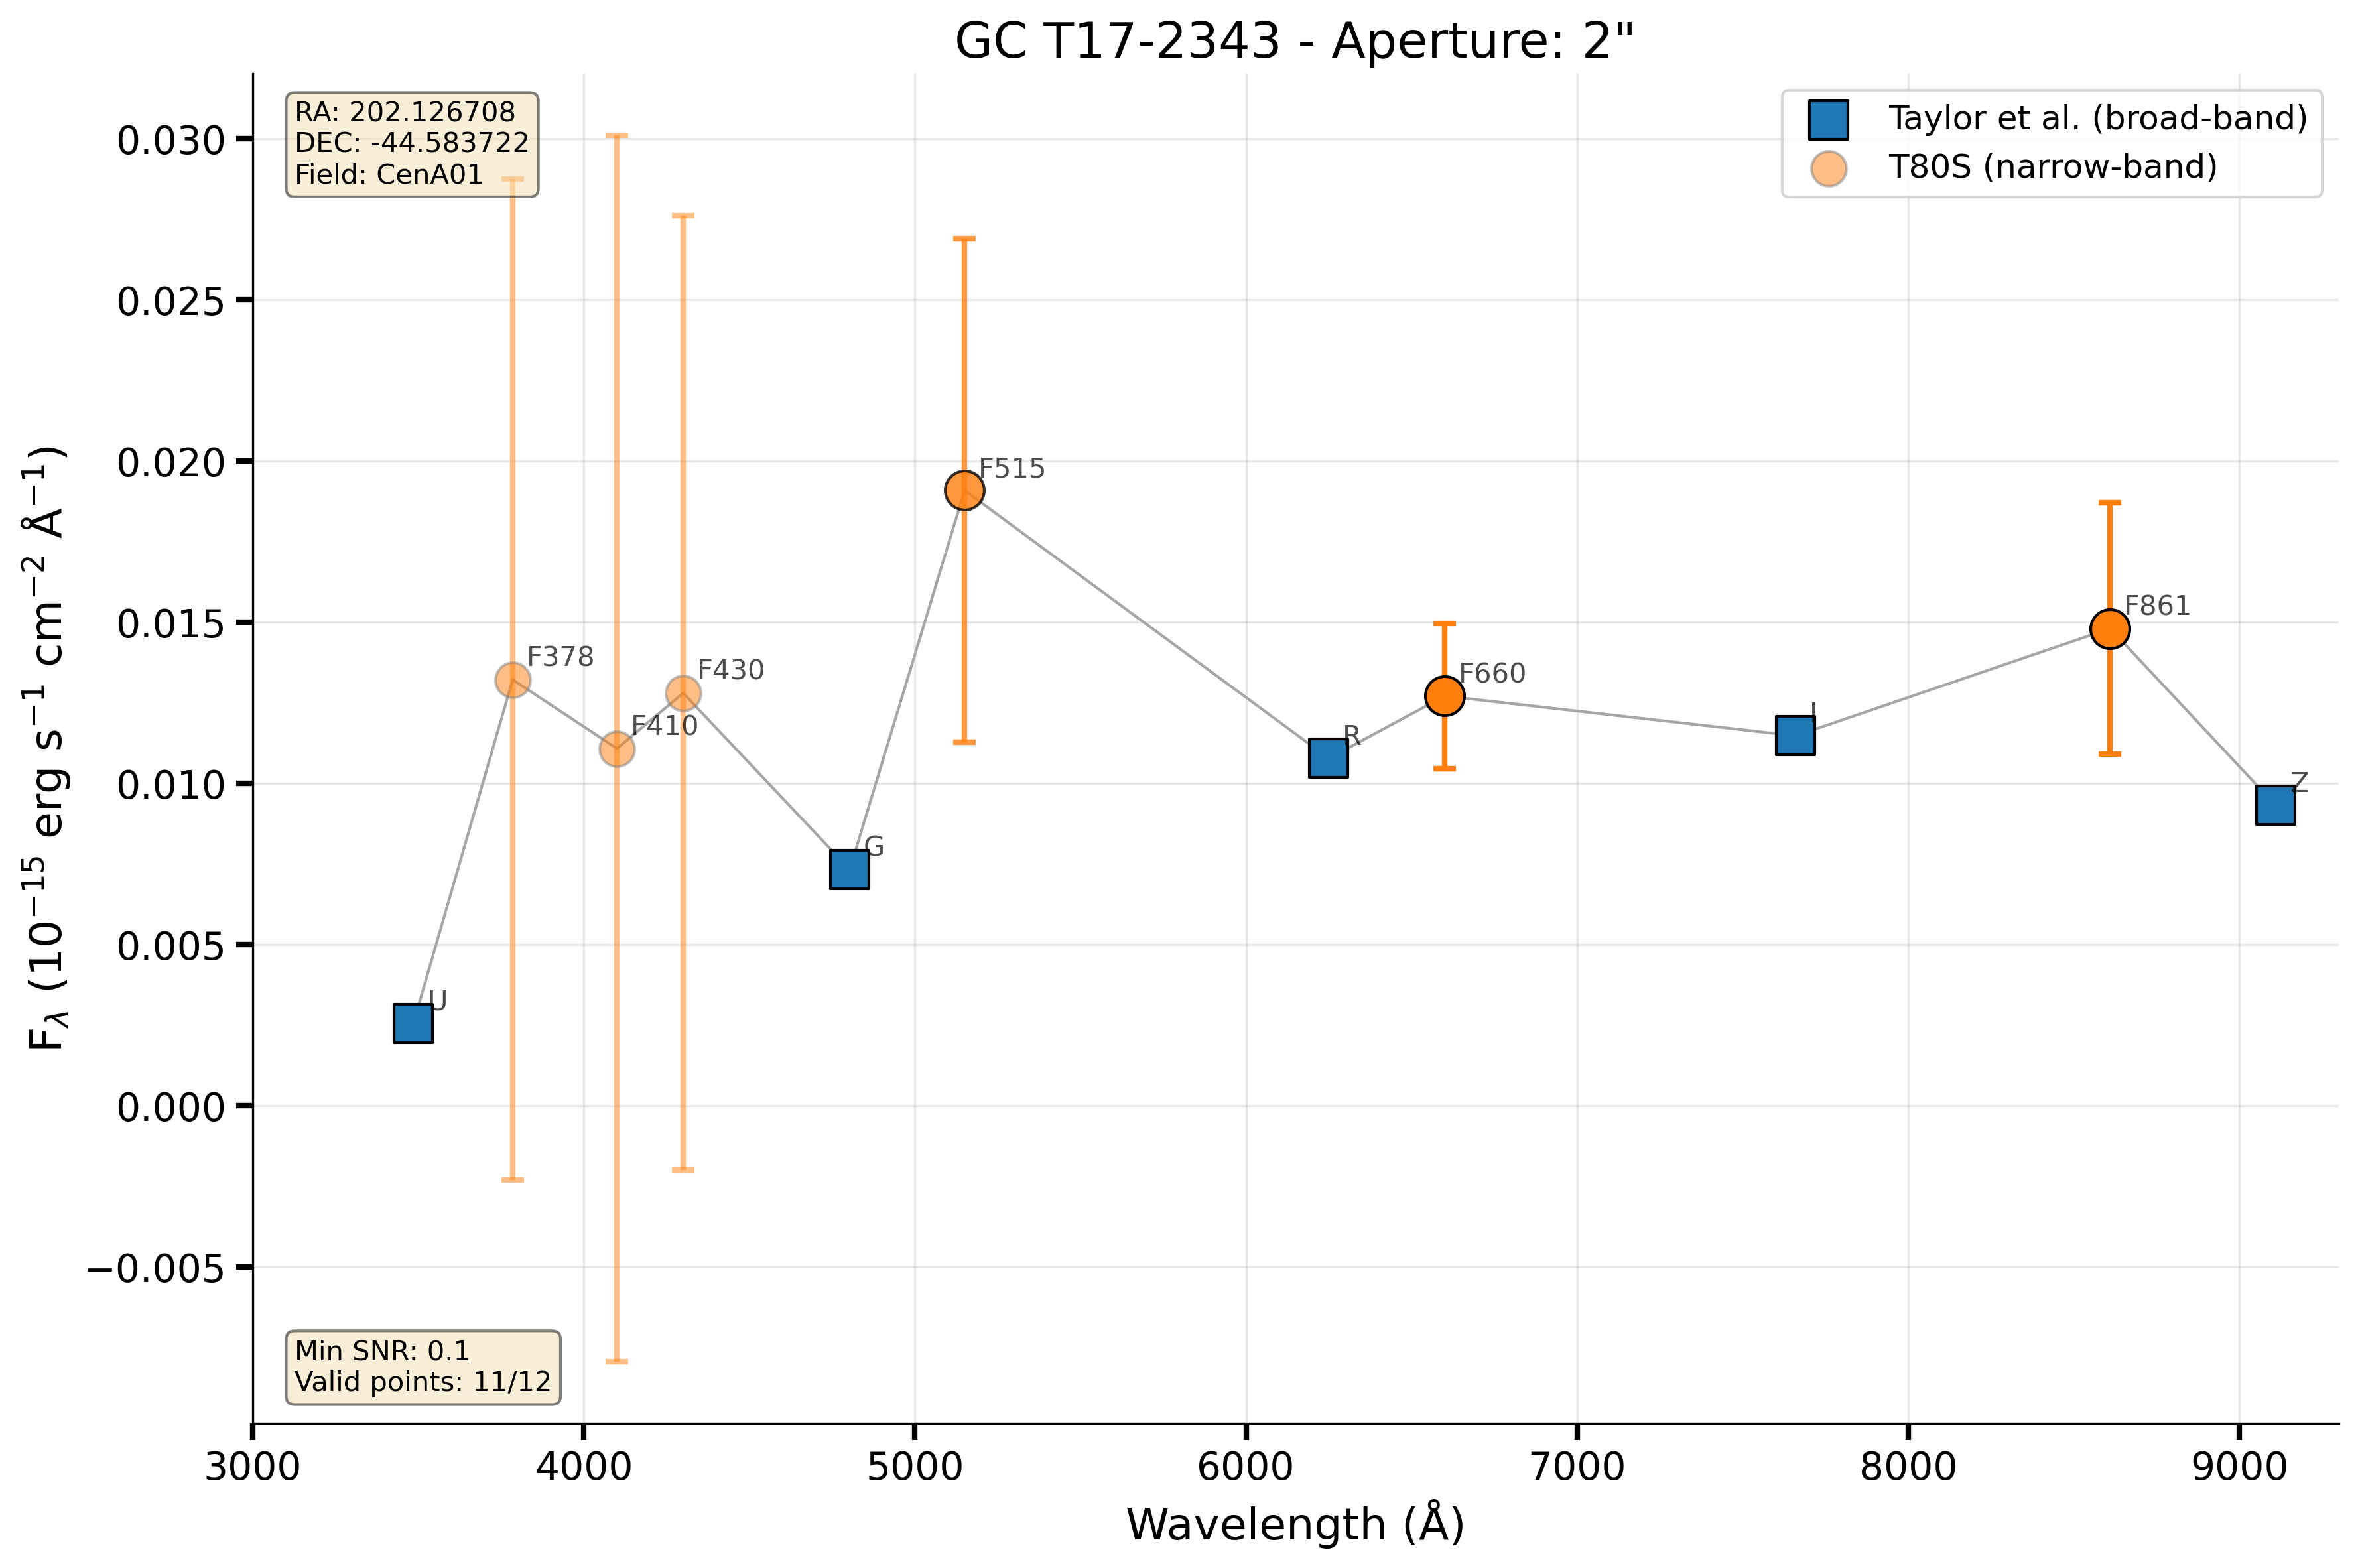 GC T17-2343 - Aperture: 2"
RA: 202.126708
DEC: -44.583722
Field: CenA01
Taylor et al. (broad-band)
T80S (narrow-band)
0.030
0.025
0.020
0.015
0.010
0.005
0.000
−0.005
F_λ (10⁻¹⁵ erg s⁻¹ cm⁻² Å⁻¹)
U
F378
F410
F430
G
F515
R
F660
I
F861
Z
Min SNR: 0.1
Valid points: 11/12
3000 4000 5000 6000 7000 8000 9000
Wavelength (Å)